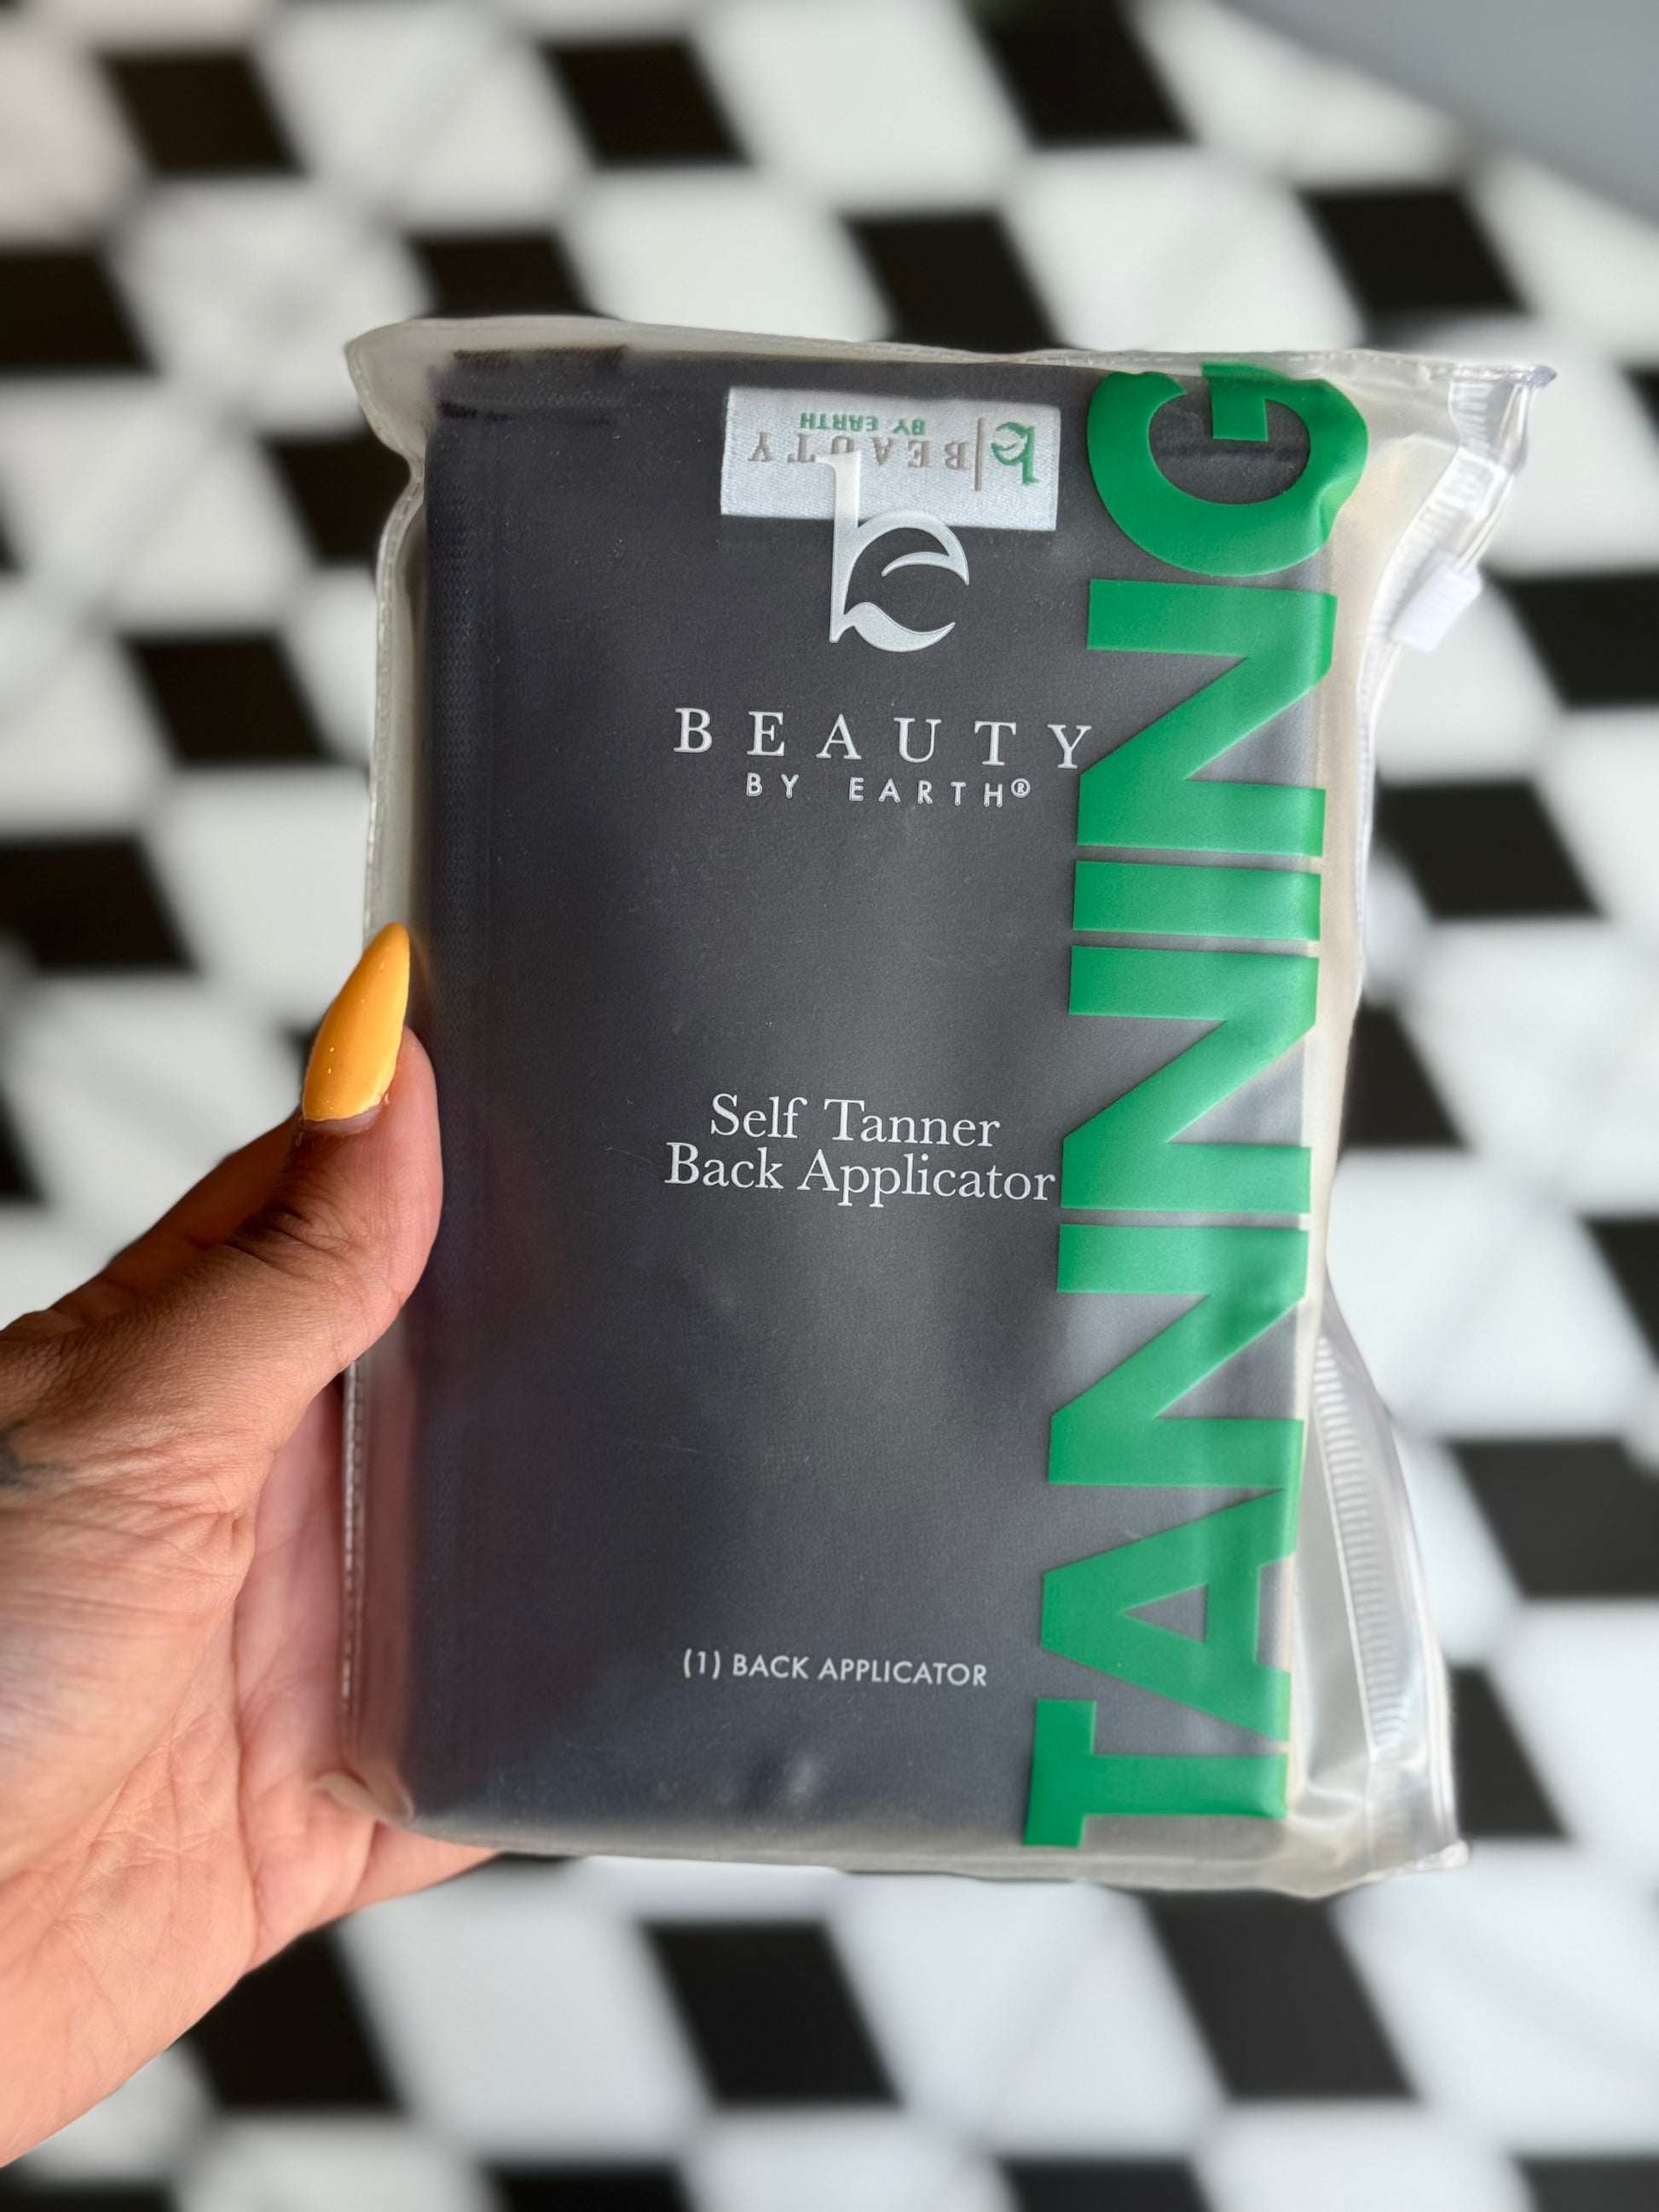 b BEAUTY
BY EARTH
b
BEAUTY
BY EARTH®
Self Tanner
Back Applicator
(1) BACK APPLICATOR
TANNING